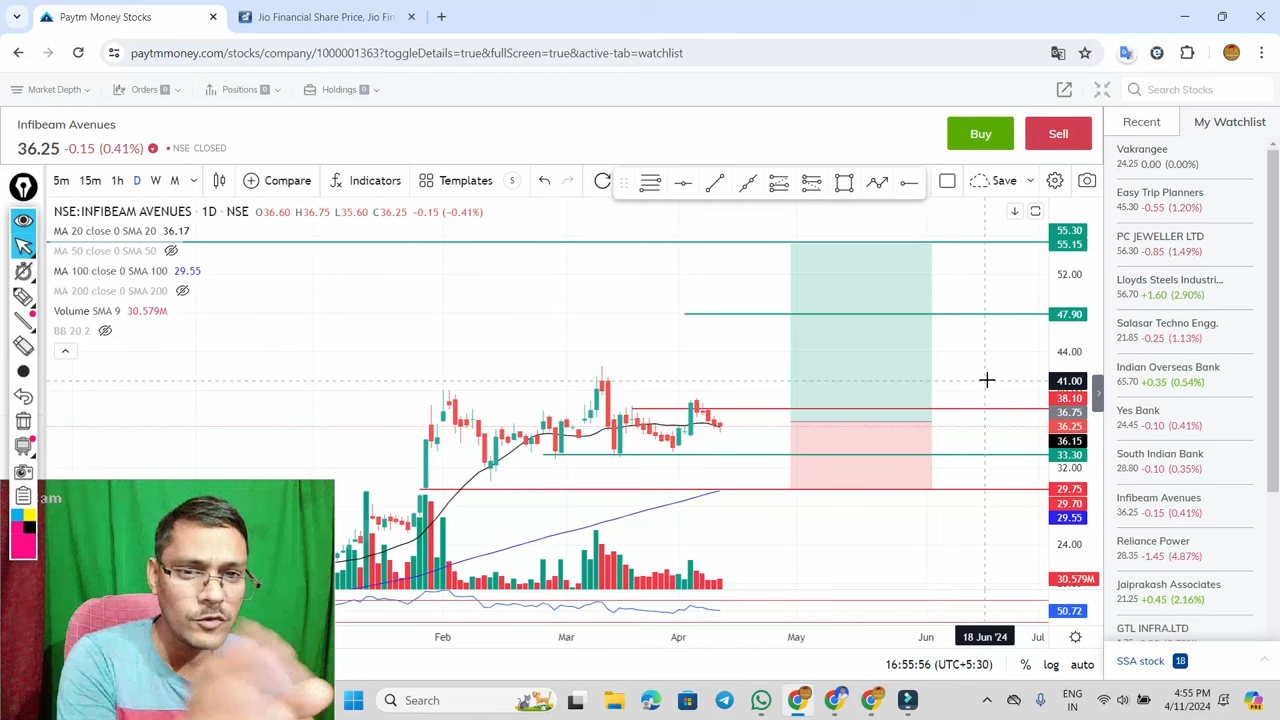 Paytm Money Stocks
Jio Financial Share Price, Jio Fin
paytmmoney.com/stocks/company/1000001363?toggleDetails=true&fullScreen=true&active-tab=watchlist
Market Depth Orders 0 Positions 0 Holdings 0 Search Stocks
Infibeam Avenues
36.25 -0.15 (0.41%) • NSE CLOSED
Buy Sell
Recent My Watchlist
5m 15m 1h D W M Compare Indicators Templates S Save
NSE:INFIBEAM AVENUES • 1D • NSE O36.60 H36.75 L35.60 C36.25 -0.15 (-0.41%)
MA 20 close 0 SMA 20 36.17
MA 50 close 0 SMA 50
MA 100 close 0 SMA 100 29.55
MA 200 close 0 SMA 200
Volume SMA 9 30.579M
BB 20 2
55.30
55.15
52.00
47.90
44.00
41.00
38.10
36.75
36.25
36.15
33.30
32.00
29.75
29.70
29.55
24.00
30.579M
50.72
Feb Mar Apr May Jun 18 Jun '24 Jul
16:55:56 (UTC+5:30) % log auto
Vakrangee
24.25 0.00 (0.00%)
Easy Trip Planners
45.30 -0.55 (1.20%)
PC JEWELLER LTD
56.30 -0.85 (1.49%)
Lloyds Steels Industri...
56.70 +1.60 (2.90%)
Salasar Techno Engg.
21.85 -0.25 (1.13%)
Indian Overseas Bank
65.70 +0.35 (0.54%)
Yes Bank
24.45 -0.10 (0.41%)
South Indian Bank
28.80 -0.10 (0.35%)
Infibeam Avenues
36.25 -0.15 (0.41%)
Reliance Power
28.35 -1.45 (4.87%)
Jaiprakash Associates
21.25 +0.45 (2.16%)
GTL INFRA.LTD
SSA stock 18
am
Search
ENG
IN
4:55 PM
4/11/2024
PRE